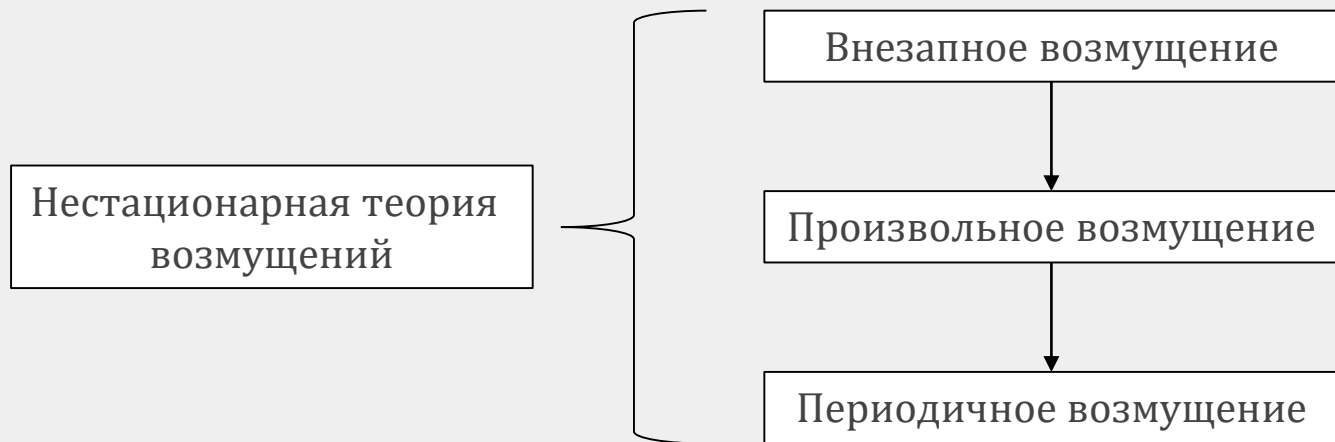 Внезапное возмущение
Нестационарная теория
возмущений
Произвольное возмущение
Периодичное возмущение